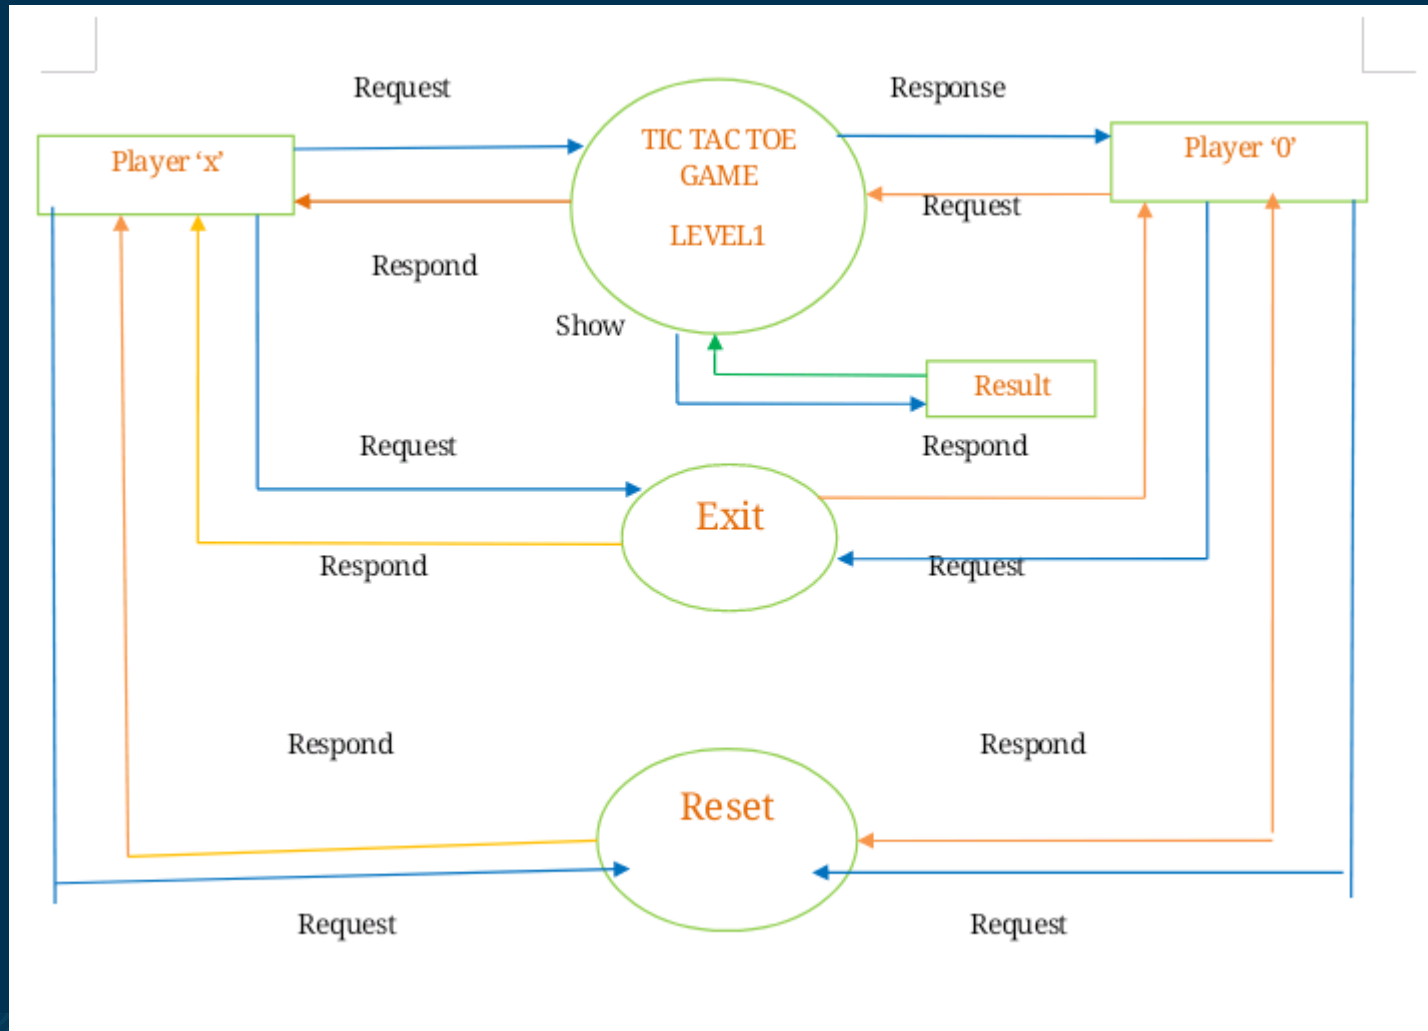 Request
Response
Player ‘x’
TIC TAC TOE
GAME
LEVEL1
Player ‘0’
Request
Respond
Show
Result
Request
Respond
Exit
Respond
Request
Respond
Respond
Reset
Request
Request